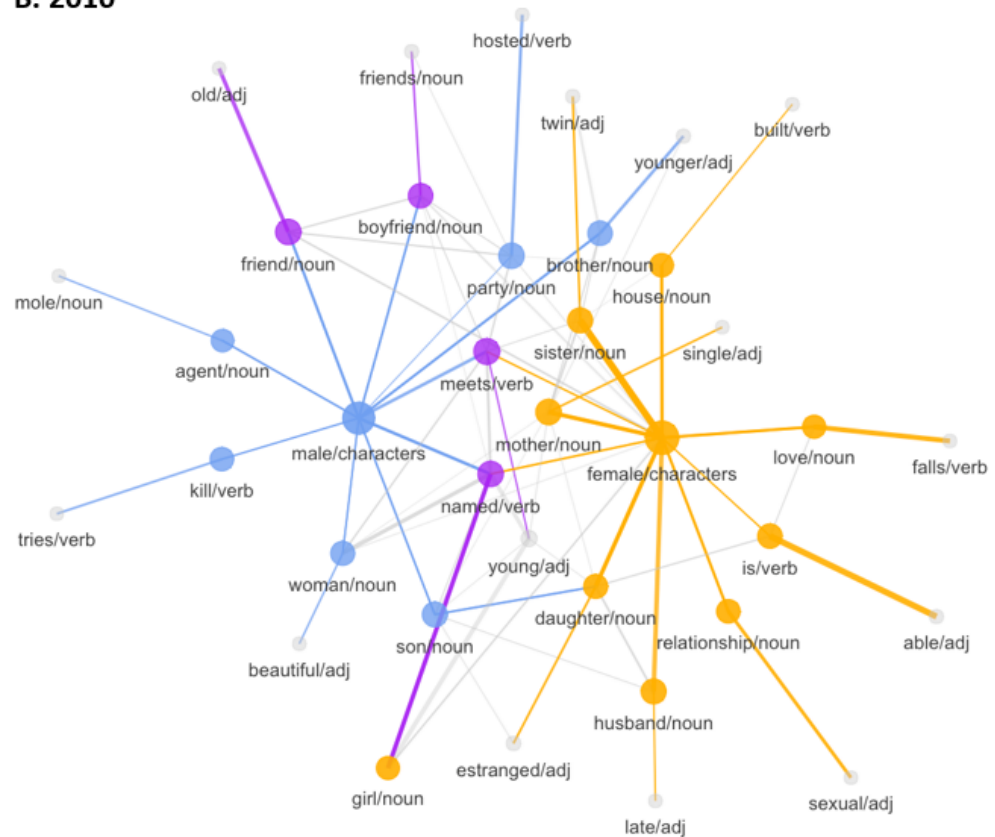 B. 2010
hosted/verb
friends/noun
old/adj
twin/adj
built/verb
younger/adj
boyfriend/noun
friend/noun
brother/noun
party/noun
house/noun
mole/noun
sister/noun
single/adj
agent/noun
meets/verb
mother/noun
male/characters
love/noun
falls/verb
female/characters
kill/verb
named/verb
tries/verb
young/adj
is/verb
woman/noun
daughter/noun
relationship/noun
able/adj
son/noun
beautiful/adj
husband/noun
estranged/adj
girl/noun
sexual/adj
late/adj